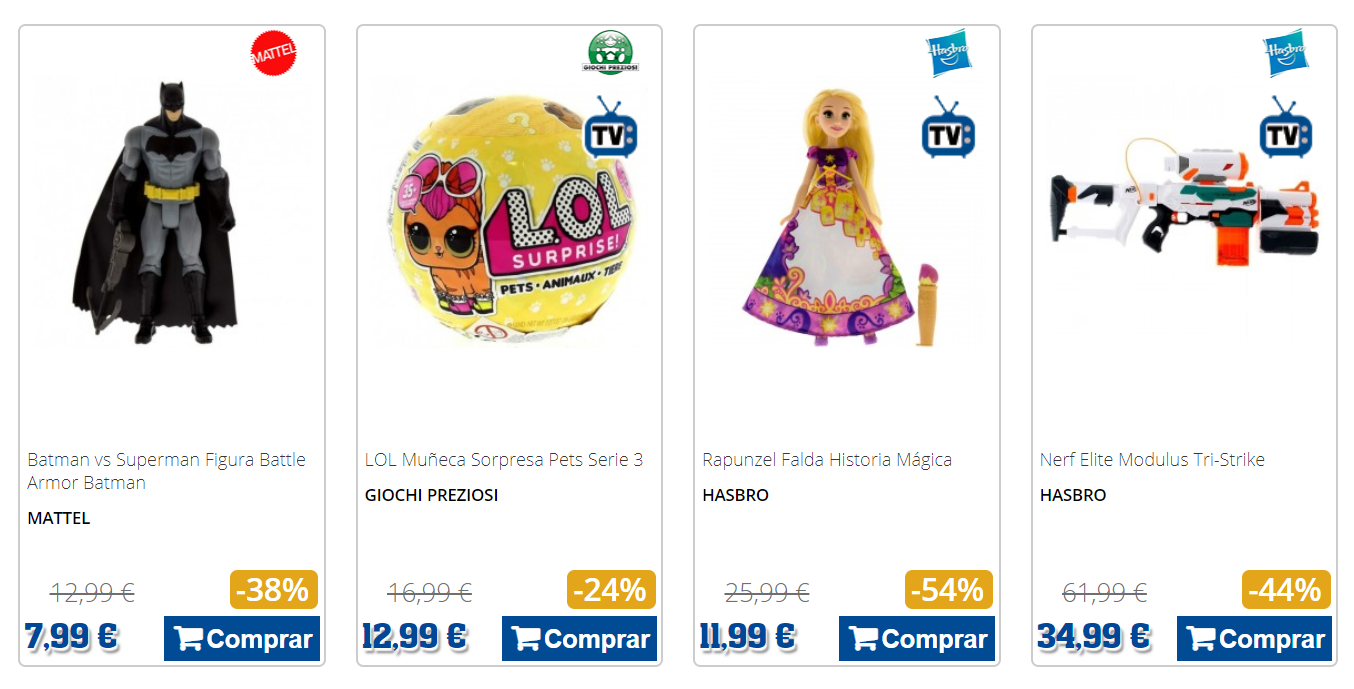 MATTEL
Batman vs Superman Figura Battle
Armor Batman
MATTEL
12,99 €
-38%
7,99 €
Comprar
GIOCHI PREZIOSI
TV
35+
L.O.L
SURPRISE!
PETS • ANIMAUX • TIERE
LOL Muñeca Sorpresa Pets Serie 3
GIOCHI PREZIOSI
16,99 €
-24%
12,99 €
Comprar
Hasbro
TV
Rapunzel Falda Historia Mágica
HASBRO
25,99 €
-54%
11,99 €
Comprar
Hasbro
TV
NERF
Nerf Elite Modulus Tri-Strike
HASBRO
61,99 €
-44%
34,99 €
Comprar